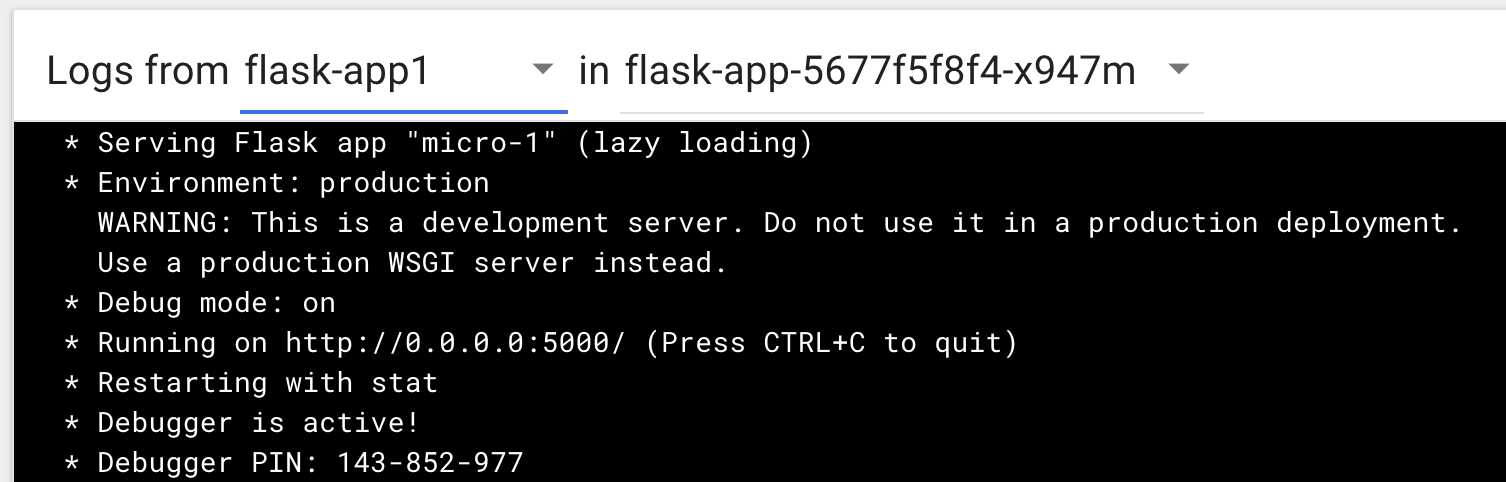 Logs from flask-app1 in flask-app-5677f5f8f4-x947m
* Serving Flask app "micro-1" (lazy loading)
* Environment: production
WARNING: This is a development server. Do not use it in a production deployment.
Use a production WSGI server instead.
* Debug mode: on
* Running on http://0.0.0.0:5000/ (Press CTRL+C to quit)
* Restarting with stat
* Debugger is active!
* Debugger PIN: 143-852-977